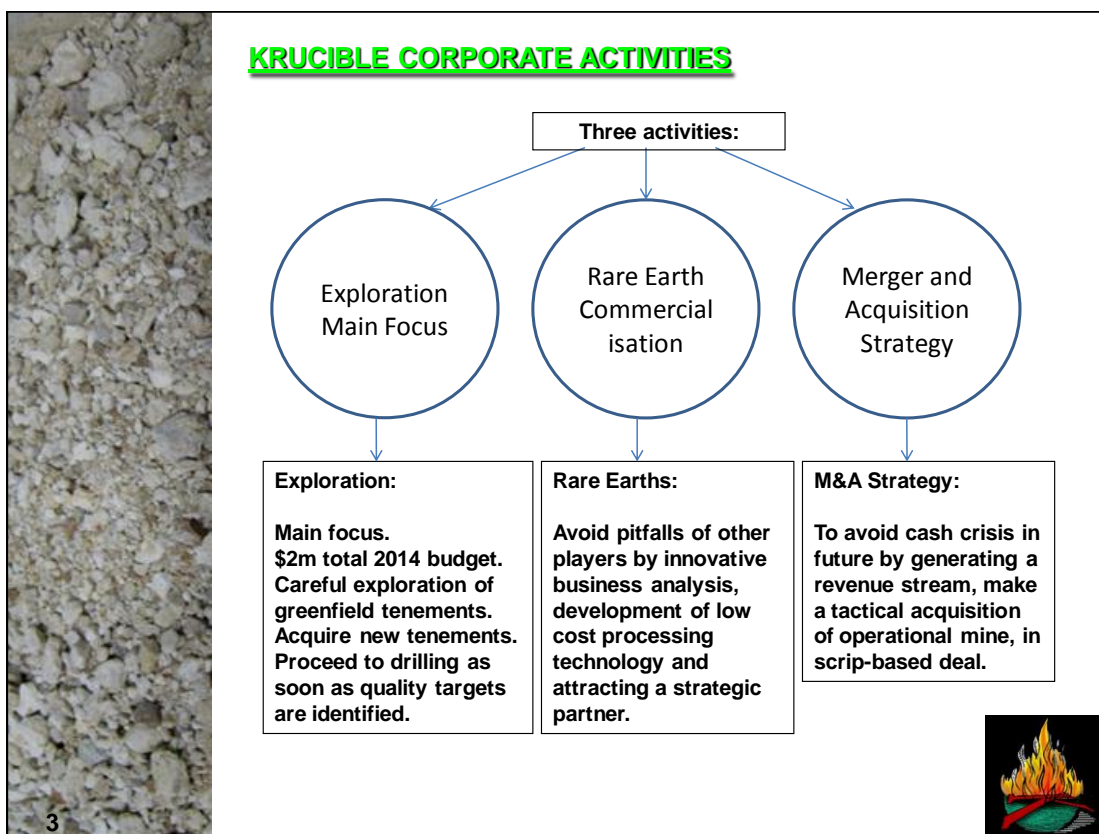 KRUCIBLE CORPORATE ACTIVITIES
Three activities:
Exploration
Main Focus
Rare Earth
Commercial
isation
Merger and
Acquisition
Strategy
Exploration:
Main focus.
$2m total 2014 budget.
Careful exploration of
greenfield tenements.
Acquire new tenements.
Proceed to drilling as
soon as quality targets
are identified.
Rare Earths:
Avoid pitfalls of other
players by innovative
business analysis,
development of low
cost processing
technology and
attracting a strategic
partner.
M&A Strategy:
To avoid cash crisis in
future by generating a
revenue stream, make
a tactical acquisition
of operational mine, in
scrip-based deal.
3